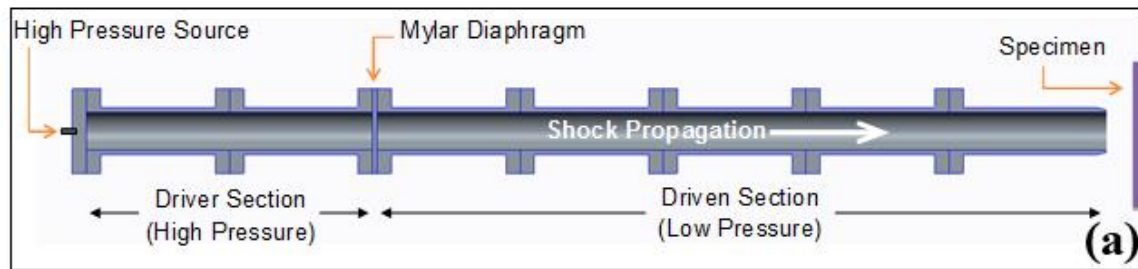 High Pressure Source
Mylar Diaphragm
Specimen
Shock Propagation
Driver Section
(High Pressure)
Driven Section
(Low Pressure)
(a)